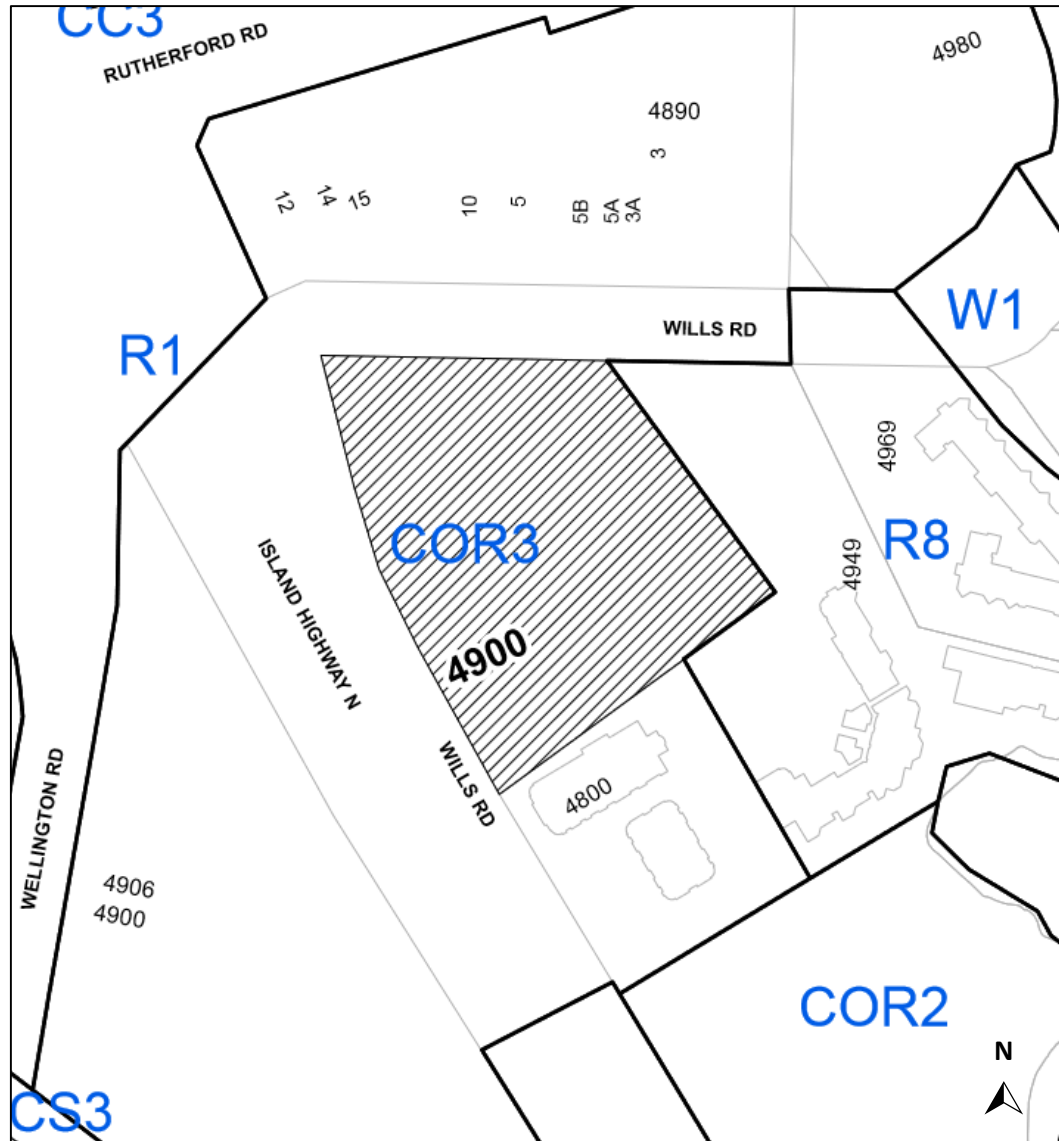 CC3
RUTHERFORD RD
4980
4890
3
12
14
15
10
5
5B
5A
3A
W1
WILLS RD
R1
4969
COR3
R8
4949
ISLAND HIGHWAY N
4900
WILLS RD
4800
WELLINGTON RD
4906
4900
COR2
N
CS3